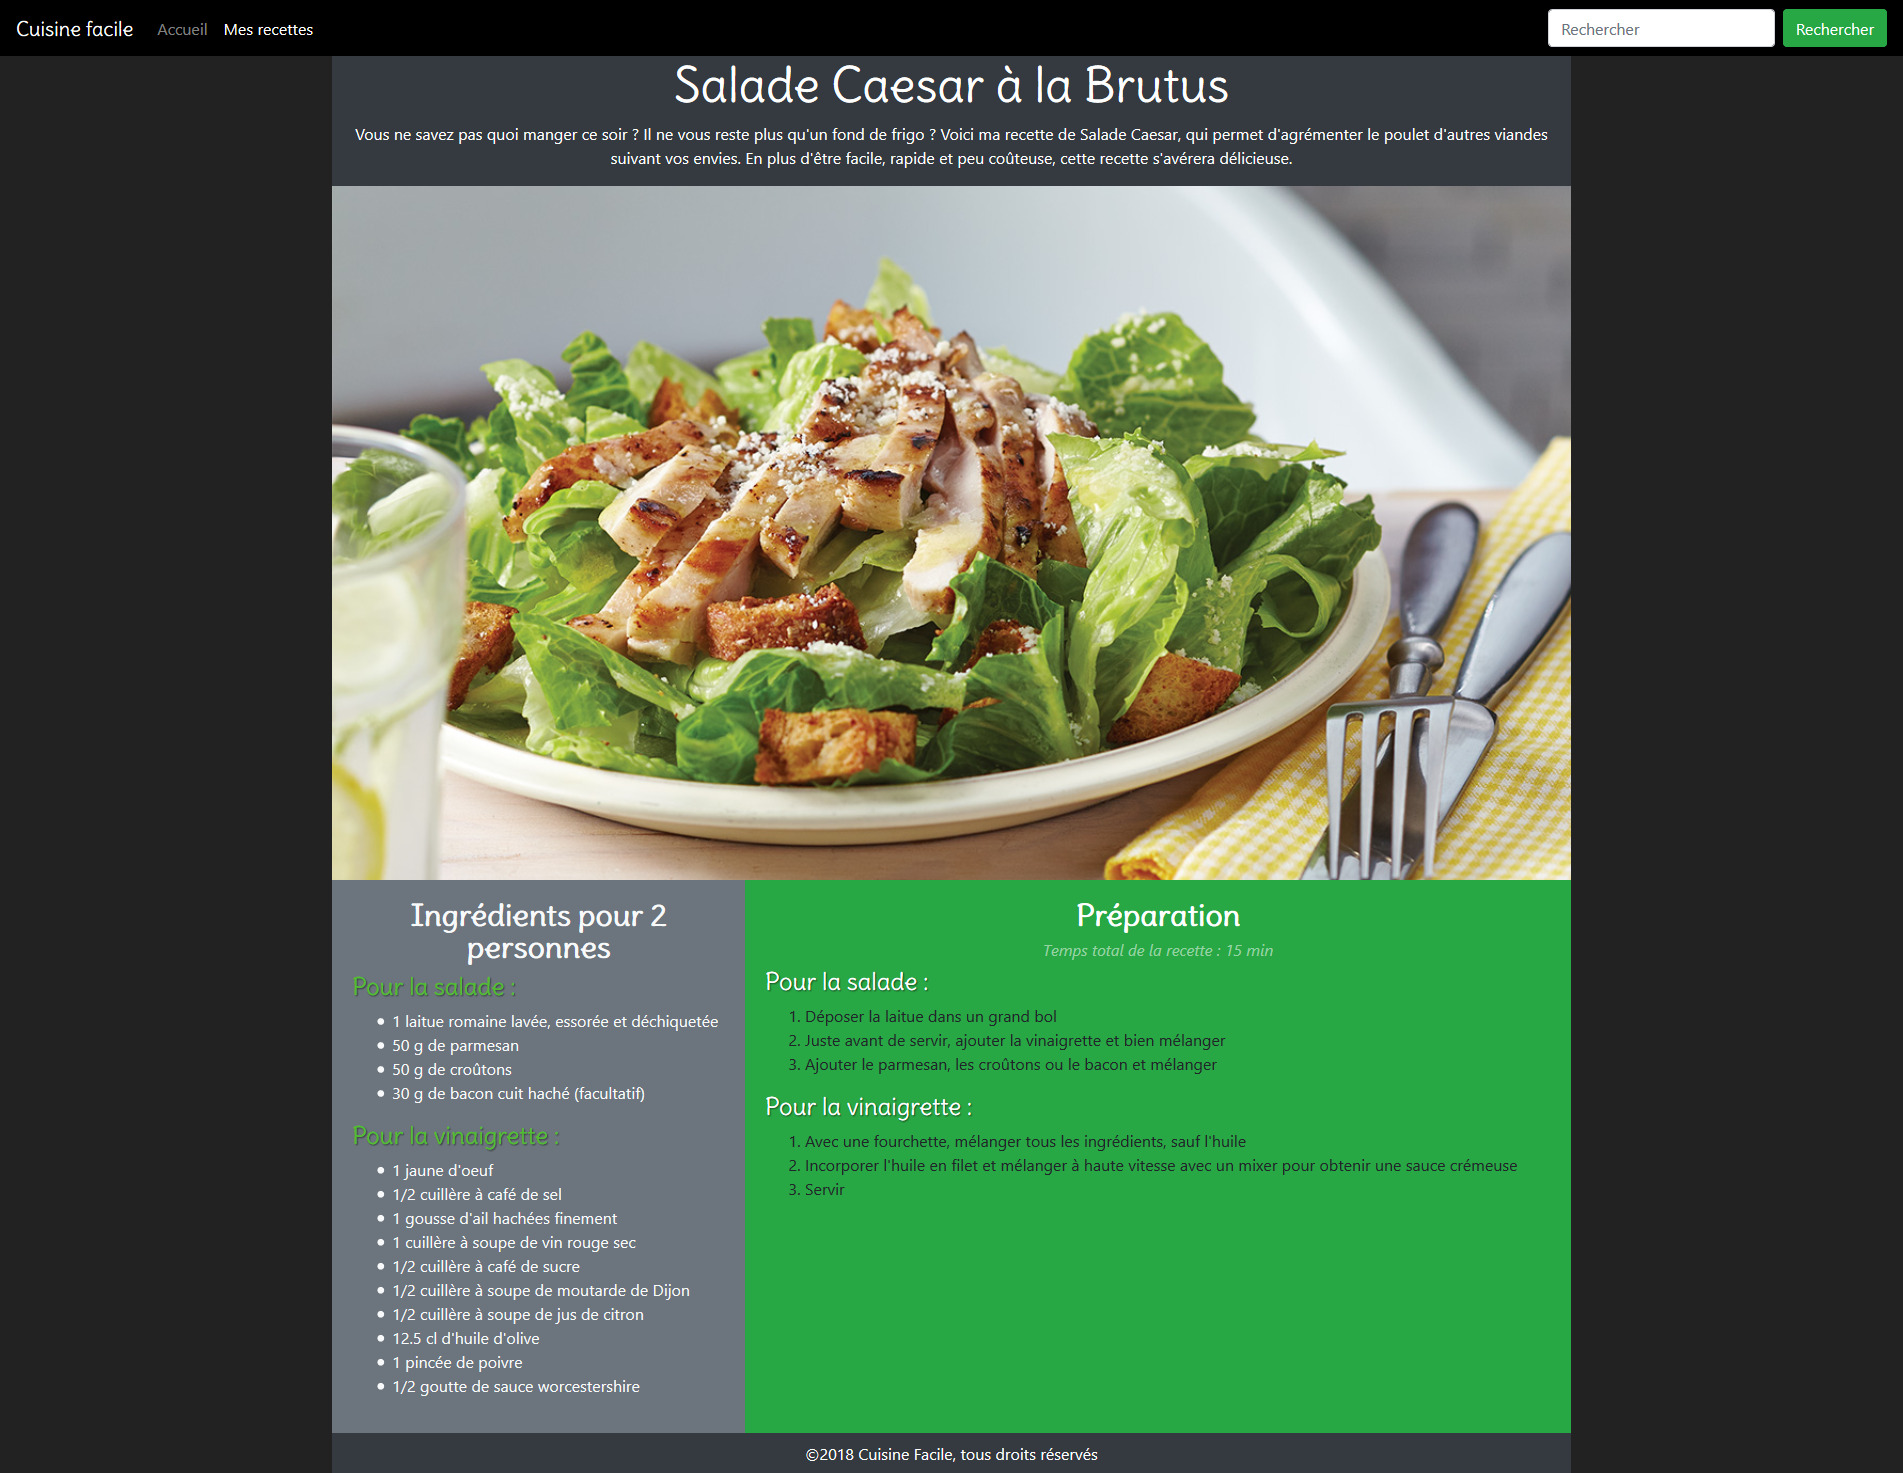 Cuisine facile Accueil Mes recettes Rechercher Rechercher
Salade Caesar à la Brutus
Vous ne savez pas quoi manger ce soir ? Il ne vous reste plus qu'un fond de frigo ? Voici ma recette de Salade Caesar, qui permet d'agrémenter le poulet d'autres viandes
suivant vos envies. En plus d'être facile, rapide et peu coûteuse, cette recette s'avérera délicieuse.
Ingrédients pour 2
personnes
Pour la salade :
• 1 laitue romaine lavée, essorée et déchiquetée
• 50 g de parmesan
• 50 g de croûtons
• 30 g de bacon cuit haché (facultatif)
Pour la vinaigrette :
• 1 jaune d'oeuf
• 1/2 cuillère à café de sel
• 1 gousse d'ail hachées finement
• 1 cuillère à soupe de vin rouge sec
• 1/2 cuillère à café de sucre
• 1/2 cuillère à soupe de moutarde de Dijon
• 1/2 cuillère à soupe de jus de citron
• 12.5 cl d'huile d'olive
• 1 pincée de poivre
• 1/2 goutte de sauce worcestershire
Préparation
Temps total de la recette : 15 min
Pour la salade :
1. Déposer la laitue dans un grand bol
2. Juste avant de servir, ajouter la vinaigrette et bien mélanger
3. Ajouter le parmesan, les croûtons ou le bacon et mélanger
Pour la vinaigrette :
1. Avec une fourchette, mélanger tous les ingrédients, sauf l'huile
2. Incorporer l'huile en filet et mélanger à haute vitesse avec un mixer pour obtenir une sauce crémeuse
3. Servir
©2018 Cuisine Facile, tous droits réservés